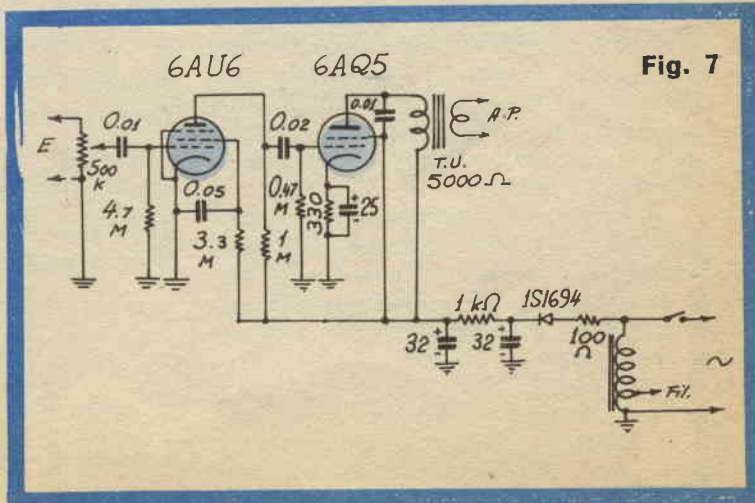 6AU6
6AQ5
Fig. 7
0.01
0.02
0.01
A.P.
E
500
K
T.U.
5000 Ω
0.05
4.7
M
3.3
M
1
M
0.47
M
330
+
25
-
1 kΩ
1S1694
100
Ω
+
32
-
+
32
-
~
Fil.